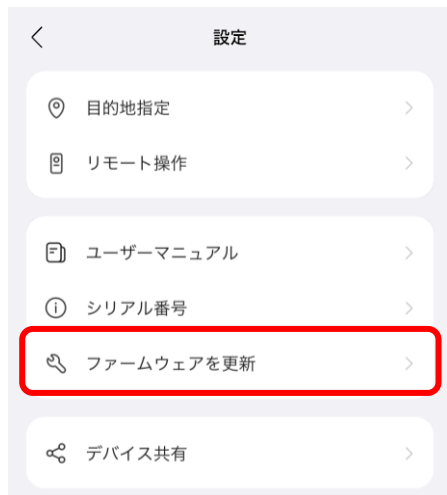 設定
目的地指定
リモート操作
ユーザーマニュアル
シリアル番号
ファームウェアを更新
デバイス共有